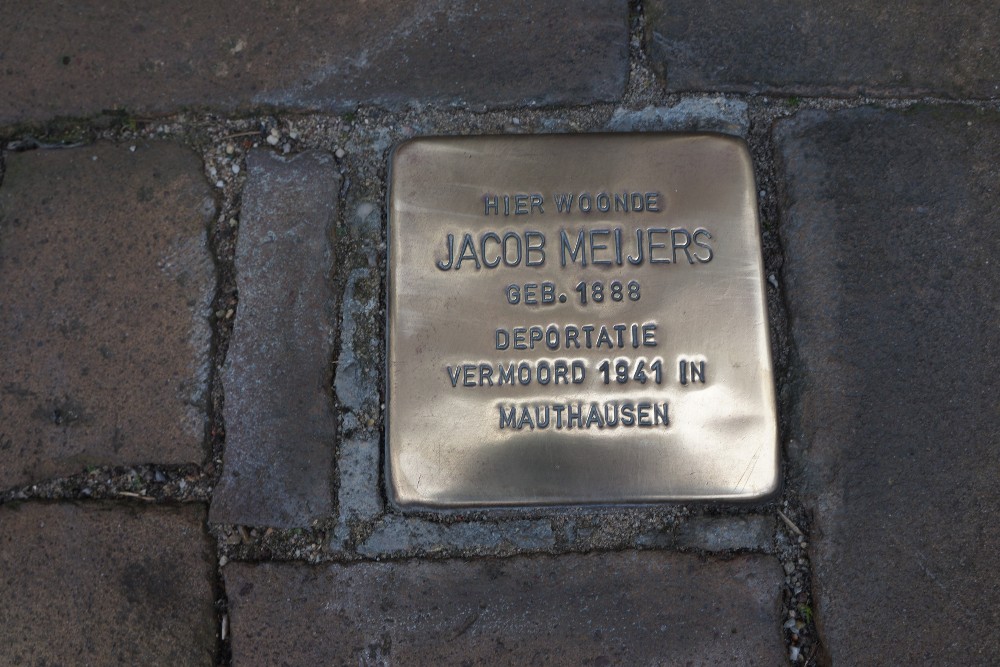 HIER WOONDE
JACOB MEIJERS
GEB. 1888
DEPORTATIE
VERMOORD 1941 IN
MAUTHAUSEN